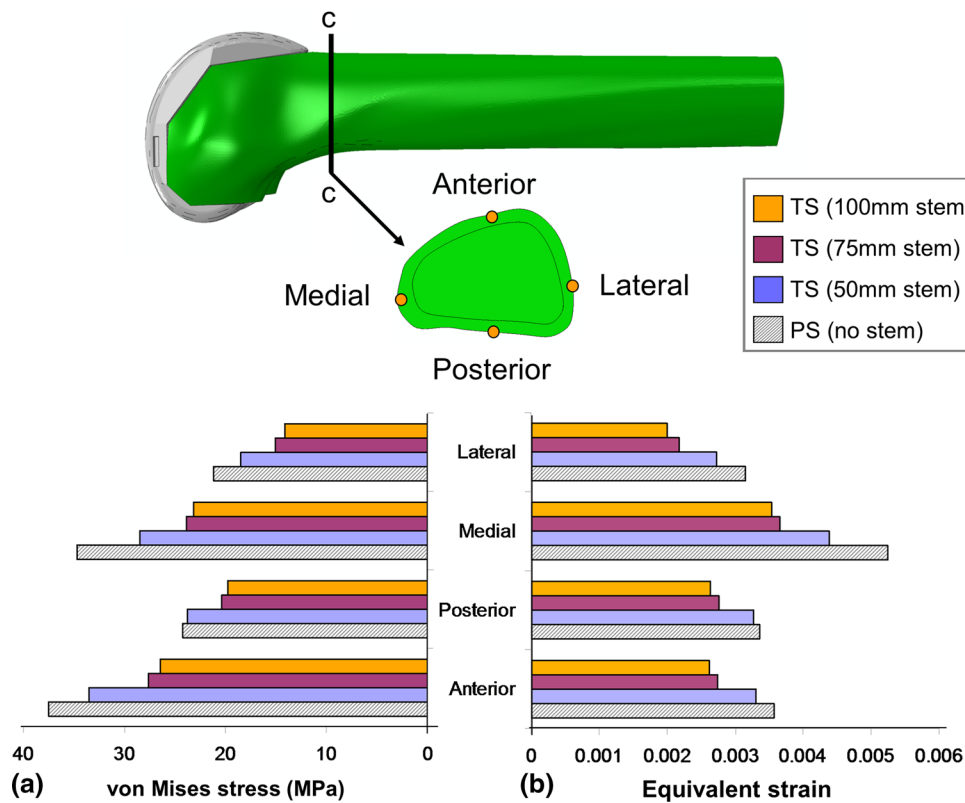 C
C
Anterior
Medial
Lateral
Posterior
TS (100mm stem
TS (75mm stem)
TS (50mm stem)
PS (no stem)
Lateral
Medial
Posterior
Anterior
40 30 20 10 0
0 0.001 0.002 0.003 0.004 0.005 0.006
(a) von Mises stress (MPa)
(b) Equivalent strain